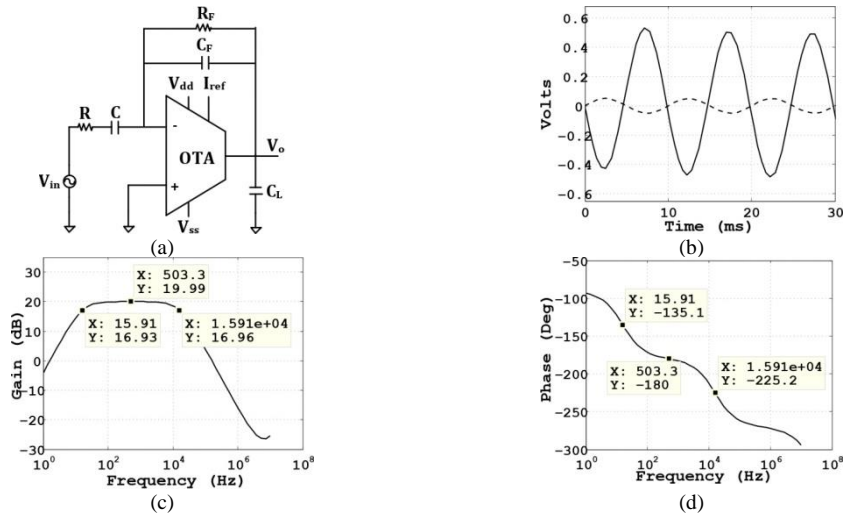 R_F
C_F
V_dd I_ref
R C
-
OTA
V_o
+
V_in
C_L
V_ss
(a)
0.6
0.4
0.2
0
-0.2
-0.4
-0.6
Volts
0 10 20 30
Time (ms)
(b)
30
20
10
0
-10
-20
-30
Gain (dB)
X: 503.3
Y: 19.99
X: 15.91
Y: 16.93
X: 1.591e+04
Y: 16.96
10^0 10^2 10^4 10^6 10^8
Frequency (Hz)
(c)
-50
-100
-150
-200
-250
-300
Phase (Deg)
X: 15.91
Y: -135.1
X: 503.3
Y: -180
X: 1.591e+04
Y: -225.2
10^0 10^2 10^4 10^6 10^8
Frequency (Hz)
(d)